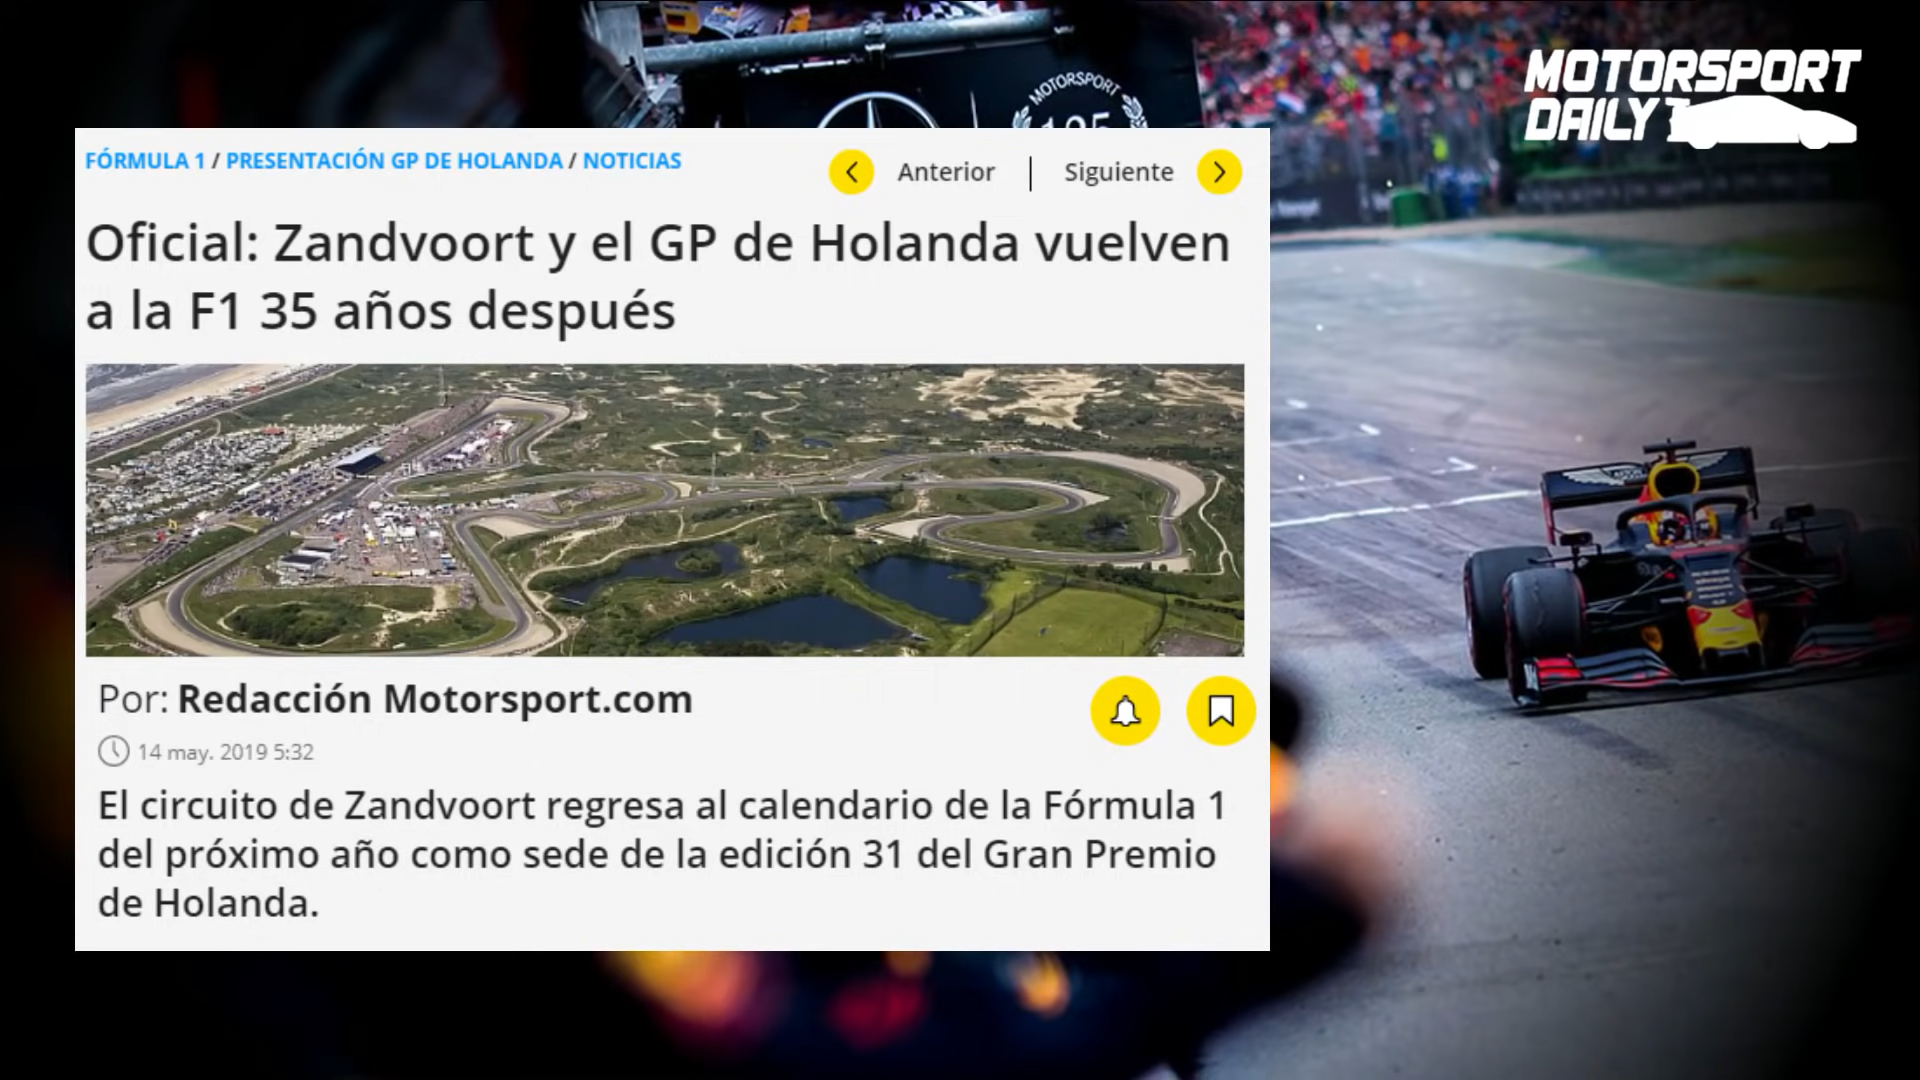 MOTORSPORT
DAILY
MOTORSPORT
FÓRMULA 1 / PRESENTACIÓN GP DE HOLANDA / NOTICIAS
Anterior | Siguiente
Oficial: Zandvoort y el GP de Holanda vuelven
a la F1 35 años después
Por: Redacción Motorsport.com
14 may. 2019 5:32
El circuito de Zandvoort regresa al calendario de la Fórmula 1
del próximo año como sede de la edición 31 del Gran Premio
de Holanda.